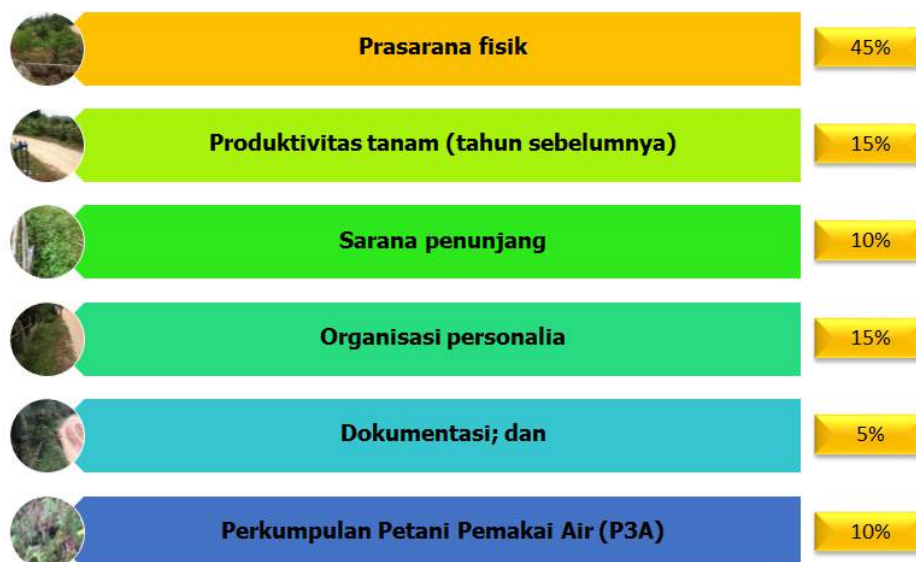 Prasarana fisik 45%
Produktivitas tanam (tahun sebelumnya) 15%
Sarana penunjang 10%
Organisasi personalia 15%
Dokumentasi; dan 5%
Perkumpulan Petani Pemakai Air (P3A) 10%